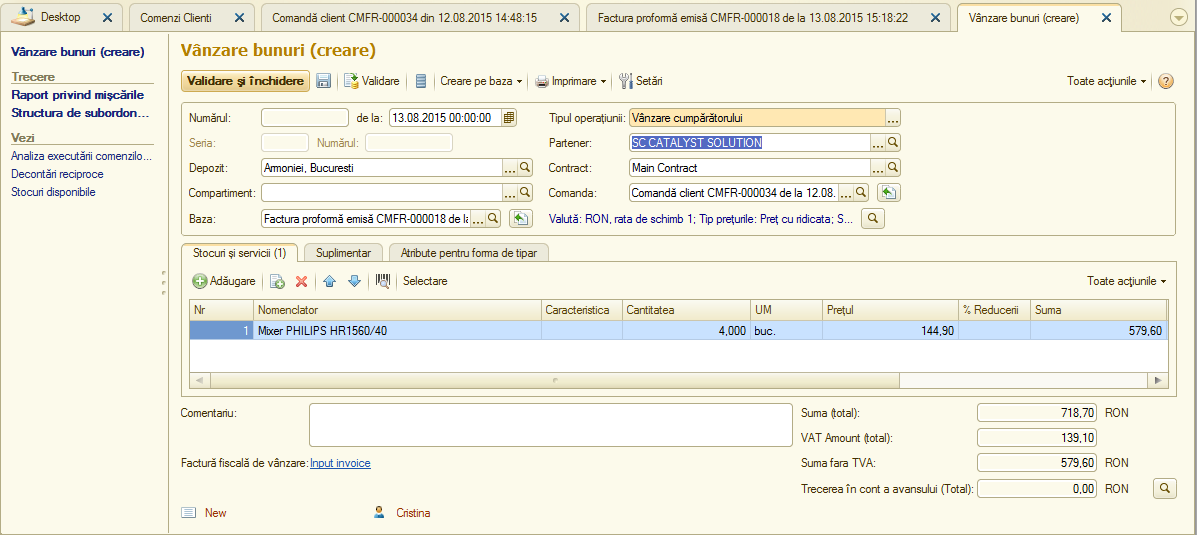 Desktop
Comenzi Clienti
Comandă client CMFR-000034 din 12.08.2015 14:48:15
Factura proformă emisă CMFR-000018 de la 13.08.2015 15:18:22
Vânzare bunuri (creare)
Vânzare bunuri (creare)
Trecere
Raport privind mișcările
Structura de subordon...
Vezi
Analiza executării comenzilo...
Decontări reciproce
Stocuri disponibile
Vânzare bunuri (creare)
Validare și închidere
Validare
Creare pe baza
Imprimare
Setări
Toate acțiunile
Numărul:
de la: 13.08.2015 00:00:00
Tipul operațiunii: Vânzare cumpărătorului
Seria:
Numărul:
Partener: SC CATALYST SOLUTION
Depozit: Armoniei, Bucuresti
Contract: Main Contract
Compartiment:
Comanda: Comandă client CMFR-000034 de la 12.08.
Baza: Factura proformă emisă CMFR-000018 de la
Valută: RON, rata de schimb 1; Tip prețurile: Preț cu ridicata; S...
Stocuri și servicii (1)
Suplimentar
Atribute pentru forma de tipar
Adăugare
Selectare
Toate acțiunile
Nr Nomenclator Caracteristica Cantitatea UM Prețul % Reducerii Suma
1 Mixer PHILIPS HR1560/40 4,000 buc. 144,90 579,60
Comentariu:
Suma (total): 718,70 RON
VAT Amount (total): 139,10
Factură fiscală de vânzare: Input invoice
Suma fara TVA: 579,60 RON
Trecerea în cont a avansului (Total): 0,00 RON
New
Cristina